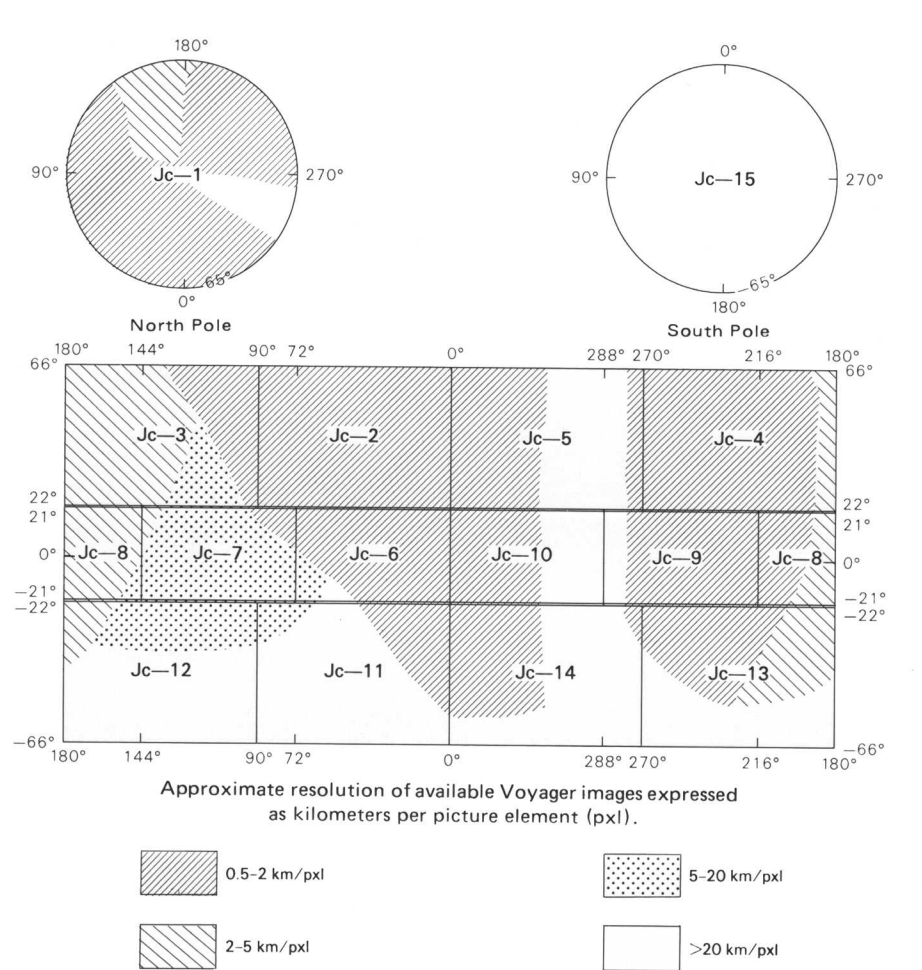 180°
0°
90°
Jc—1
270°
90°
Jc—15
270°
65°
0°
—65°
180°
North Pole
South Pole
180° 144° 90° 72° 0° 288° 270° 216° 180°
66°
66°
Jc—3
Jc—2
Jc—5
Jc—4
22°
22°
21°
21°
0°
Jc—8
Jc—7
Jc—6
Jc—10
Jc—9
Jc—8
0°
—21°
—21°
—22°
—22°
Jc—12
Jc—11
Jc—14
Jc—13
—66°
—66°
180° 144° 90° 72° 0° 288° 270° 216° 180°
Approximate resolution of available Voyager images expressed
as kilometers per picture element (pxl).
0.5–2 km/pxl
5–20 km/pxl
2–5 km/pxl
>20 km/pxl